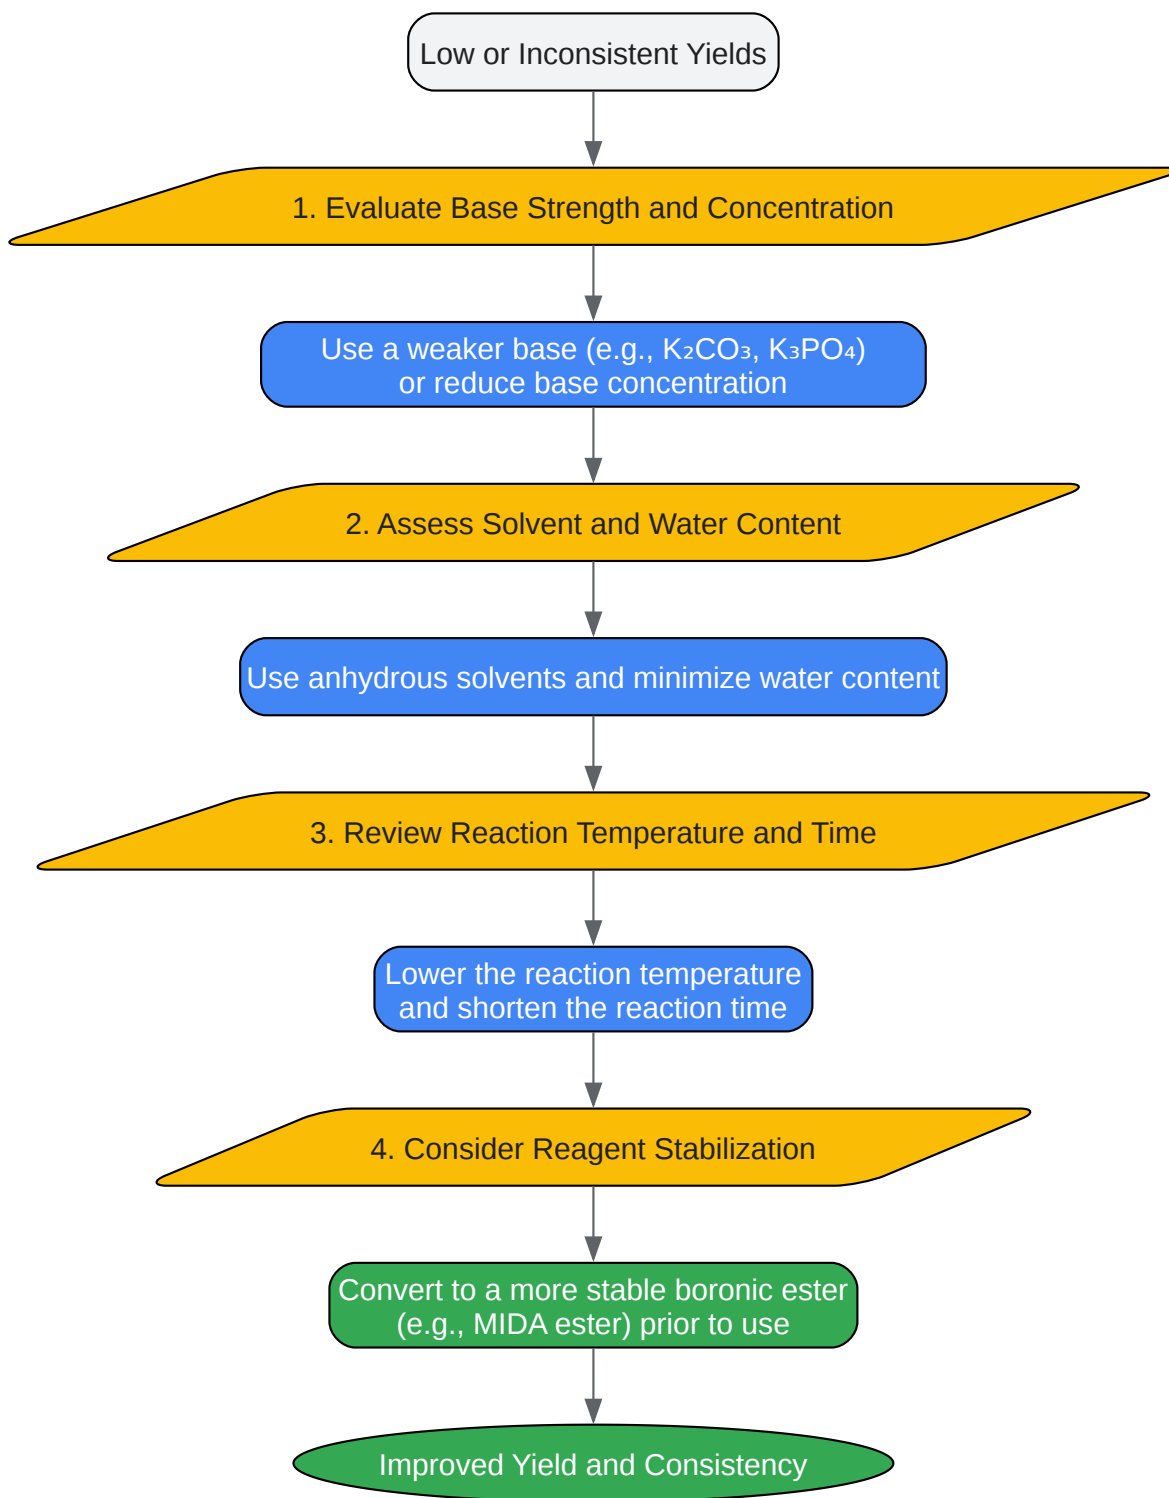 Low or Inconsistent Yields
1. Evaluate Base Strength and Concentration
Use a weaker base (e.g., K₂CO₃, K₃PO₄)
or reduce base concentration
2. Assess Solvent and Water Content
Use anhydrous solvents and minimize water content
3. Review Reaction Temperature and Time
Lower the reaction temperature
and shorten the reaction time
4. Consider Reagent Stabilization
Convert to a more stable boronic ester
(e.g., MIDA ester) prior to use
Improved Yield and Consistency